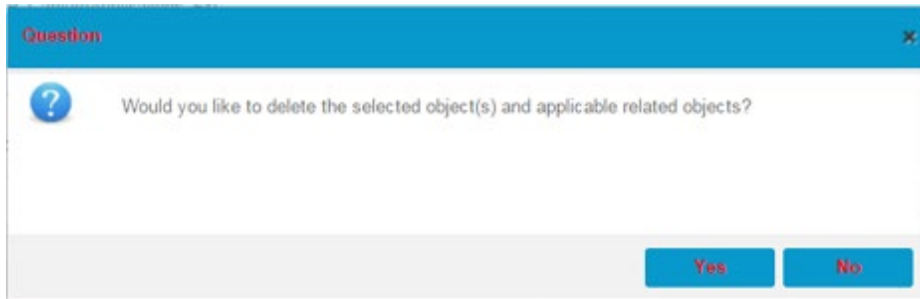 Question
Would you like to delete the selected object(s) and applicable related objects?
Yes No